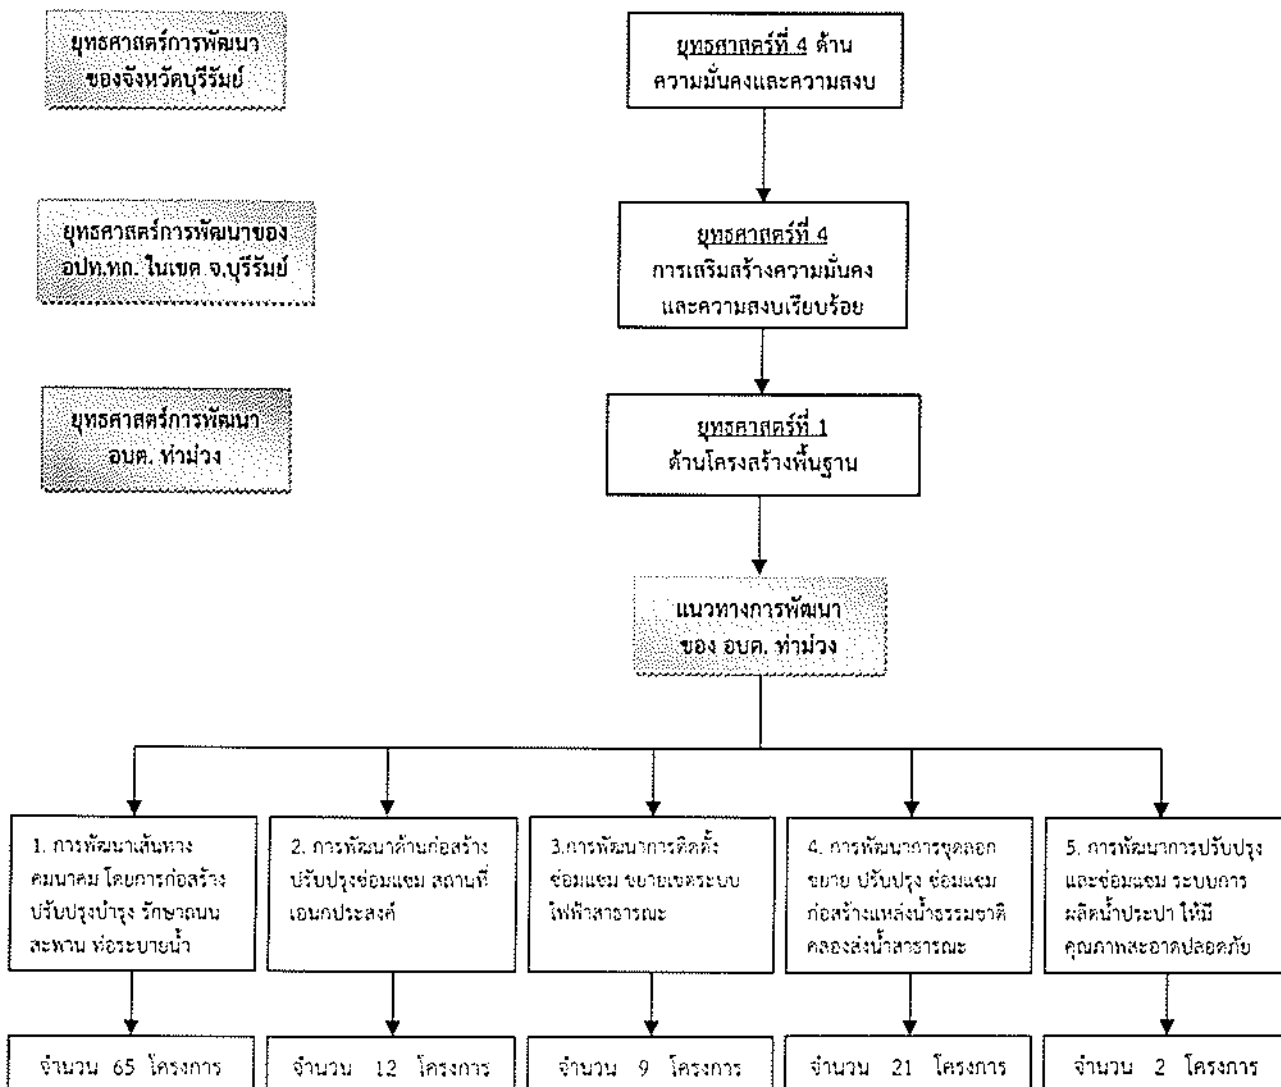 ยุทธศาสตร์การพัฒนา
ของจังหวัดบุรีรัมย์
ยุทธศาสตร์ที่ 4 ด้าน
ความมั่นคงและความสงบ
ยุทธศาสตร์การพัฒนาของ
อปท.ทถ. ในเขต จ.บุรีรัมย์
ยุทธศาสตร์ที่ 4
การเสริมสร้างความมั่นคง
และความสงบเรียบร้อย
ยุทธศาสตร์การพัฒนา
อบต. ท่าม่วง
ยุทธศาสตร์ที่ 1
ด้านโครงสร้างพื้นฐาน
แนวทางการพัฒนา
ของ อบต. ท่าม่วง
1. การพัฒนาเส้นทาง
คมนาคม โดยการก่อสร้าง
ปรับปรุงบำรุง รักษาถนน
สะพาน ท่อระบายน้ำ
2. การพัฒนาด้านก่อสร้าง
ปรับปรุงซ่อมแซม สถานที่
เอนกประสงค์
3.การพัฒนาการติดตั้ง
ซ่อมแซม ขยายเขตระบบ
ไฟฟ้าสาธารณะ
4. การพัฒนาการขุดลอก
ขยาย ปรับปรุง ซ่อมแซม
ก่อสร้างแหล่งน้ำธรรมชาติ
คลองส่งน้ำสาธารณะ
5. การพัฒนาการปรับปรุง
และซ่อมแซม ระบบการ
ผลิตน้ำประปา ให้มี
คุณภาพสะอาดปลอดภัย
จำนวน 65 โครงการ
จำนวน 12 โครงการ
จำนวน 9 โครงการ
จำนวน 21 โครงการ
จำนวน 2 โครงการ